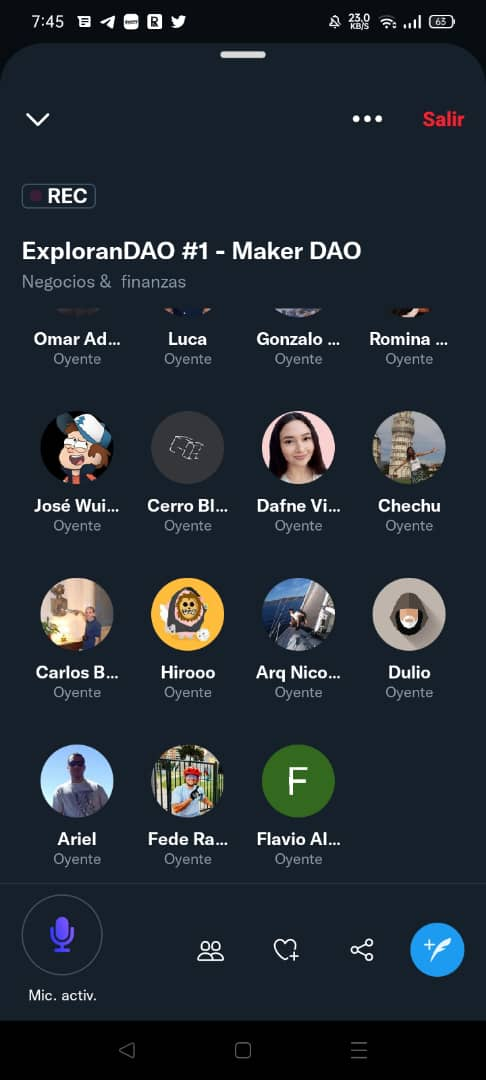 7:45
23.0
KB/S
63
Salir
REC
ExploranDAO #1 - Maker DAO
Negocios & finanzas
Omar Ad... Luca Gonzalo ... Romina ...
Oyente Oyente Oyente Oyente
José Wui... Cerro Bl... Dafne Vi... Chechu
Oyente Oyente Oyente Oyente
Carlos B... Hirooo Arq Nico... Dulio
Oyente Oyente Oyente Oyente
F
Ariel Fede Ra... Flavio Al...
Oyente Oyente Oyente
Mic. activ.